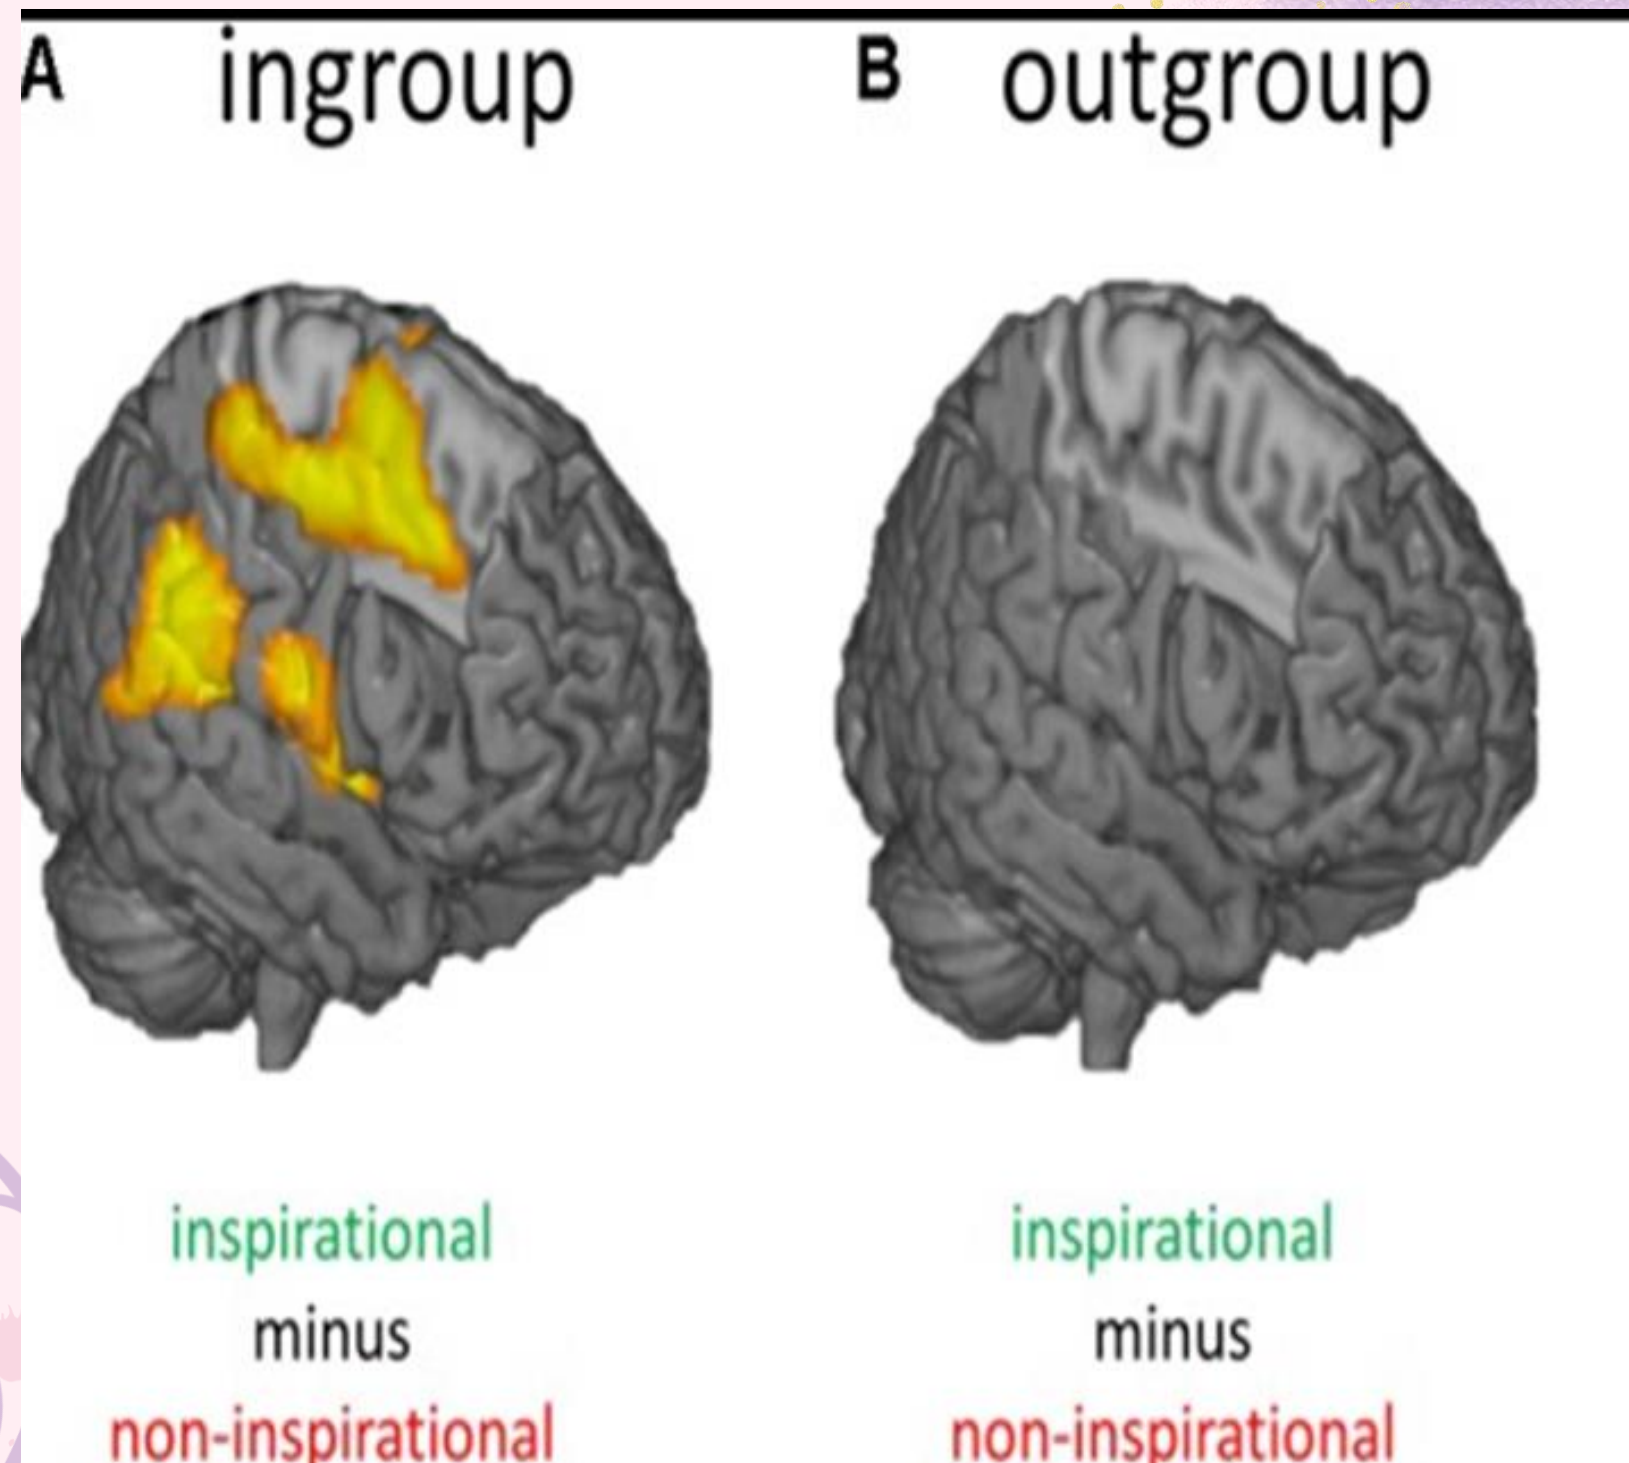 A ingroup
B outgroup
inspirational
minus
non-inspirational
inspirational
minus
non-inspirational